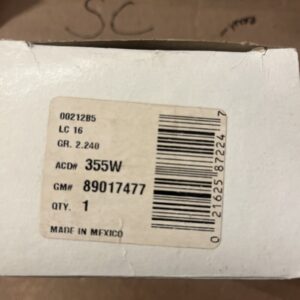 SC
0021285
LC 16
GR. 2.240
ACD# 355W
GM# 89017477
QTY. 1
MADE IN MEXICO
0 21625 87224 7